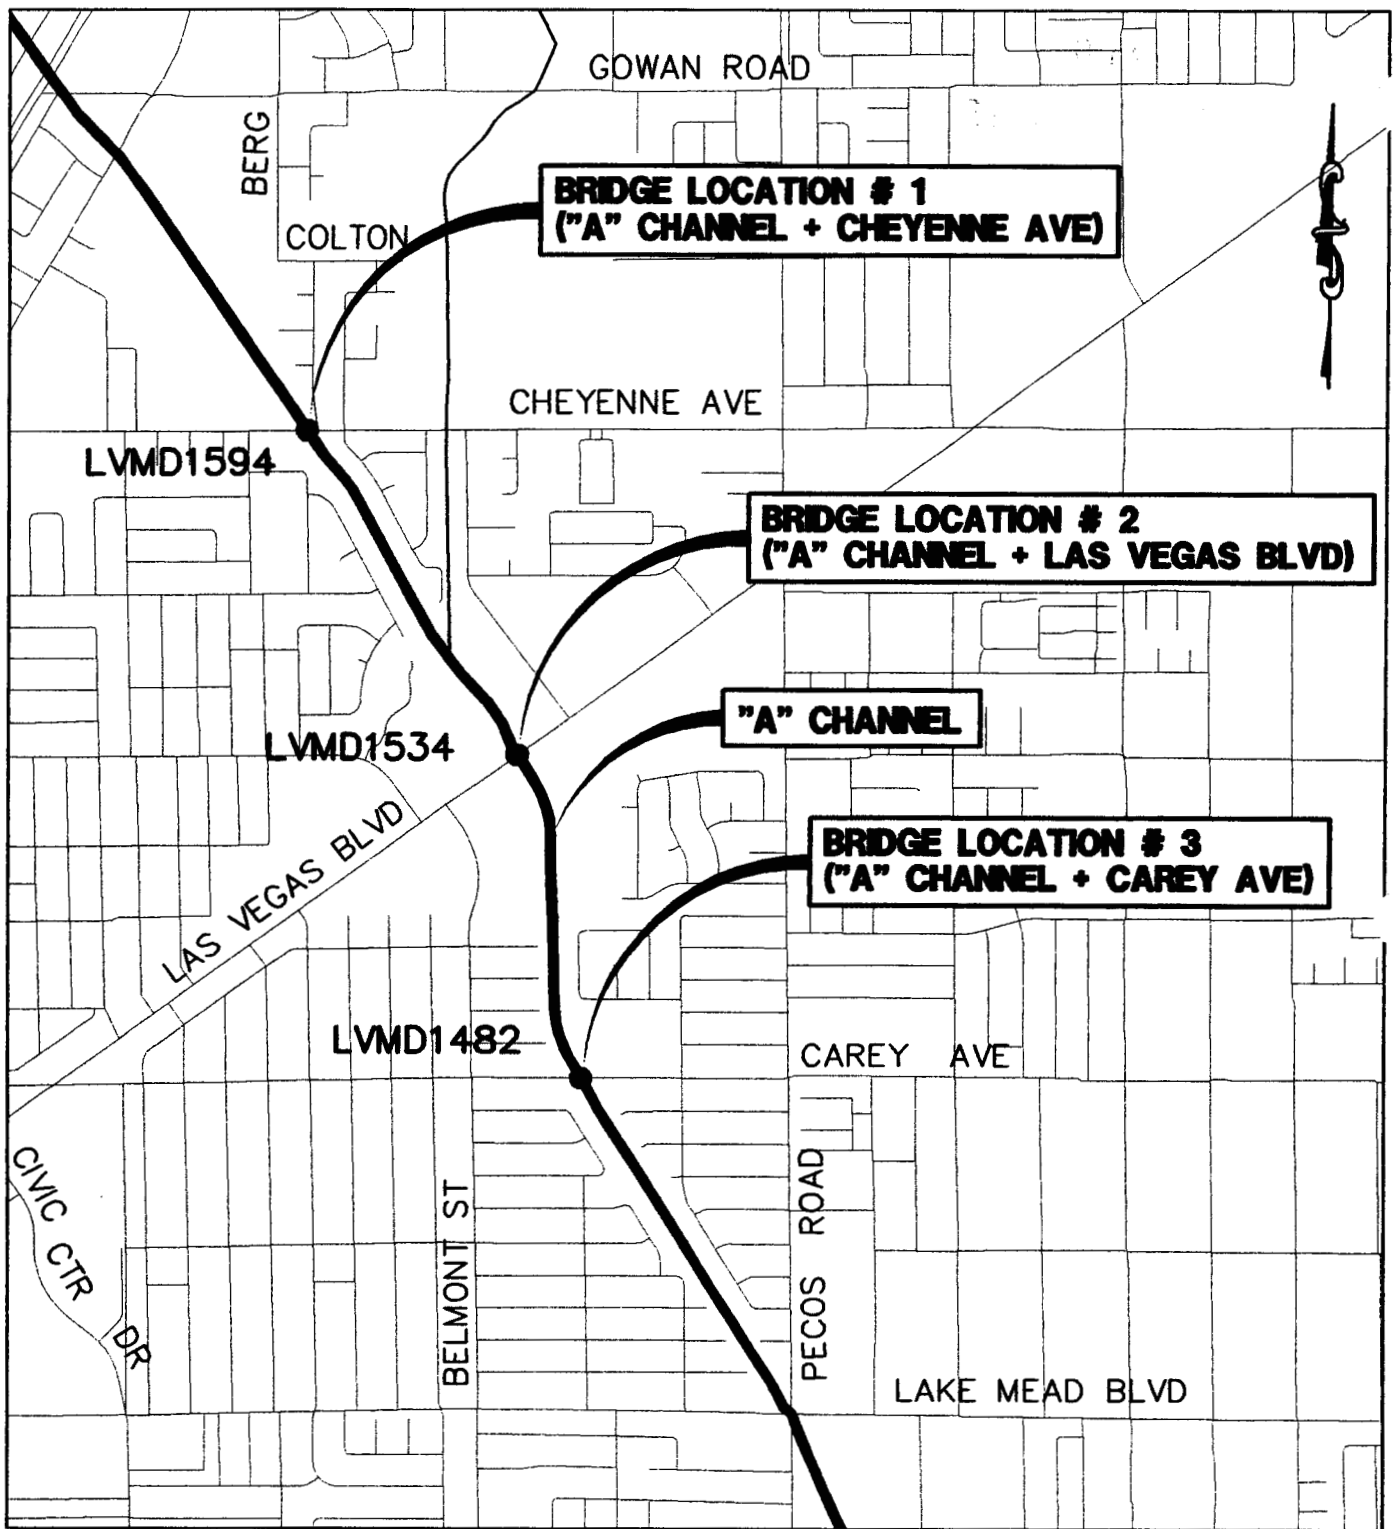 GOWAN ROAD
BERG
BRIDGE LOCATION # 1
("A" CHANNEL + CHEYENNE AVE)
COLTON
CHEYENNE AVE
LVMD1594
BRIDGE LOCATION # 2
("A" CHANNEL + LAS VEGAS BLVD)
"A" CHANNEL
LVMD1534
LAS VEGAS BLVD
BRIDGE LOCATION # 3
("A" CHANNEL + CAREY AVE)
LVMD1482
CAREY AVE
CIVIC CTR DR
BELMONT ST
PECOS ROAD
LAKE MEAD BLVD